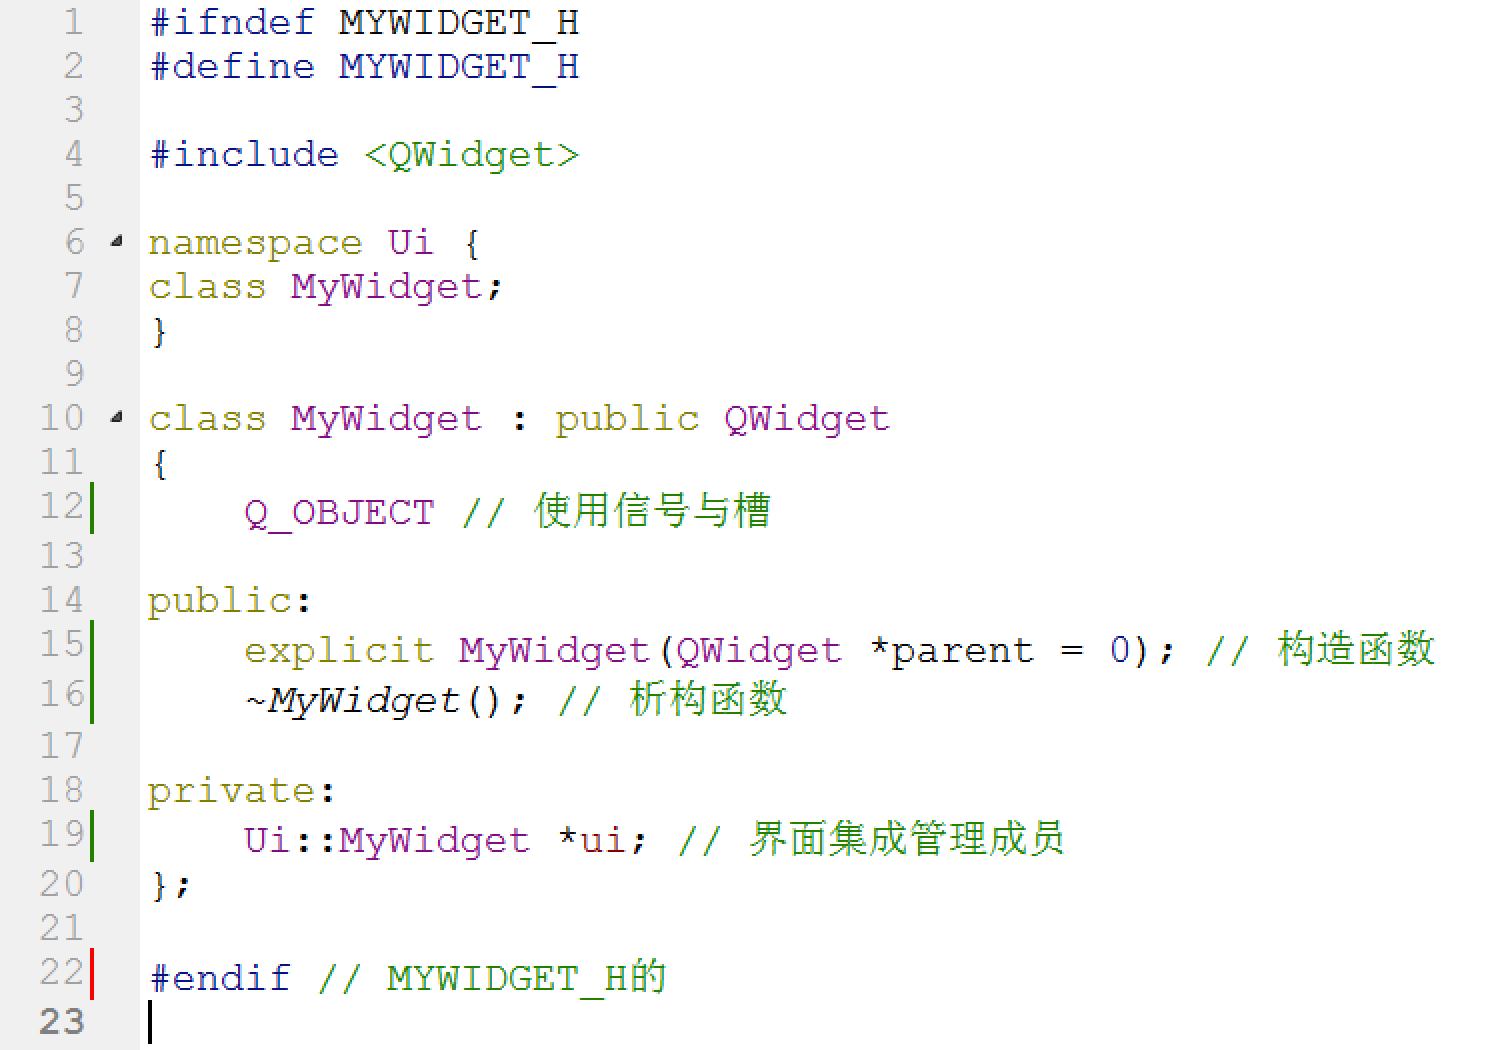 1 #ifndef MYWIDGET_H
2 #define MYWIDGET_H
3
4 #include <QWidget>
5
6 namespace Ui {
7 class MyWidget;
8 }
9
10 class MyWidget : public QWidget
11 {
12     Q_OBJECT // 使用信号与槽
13
14 public:
15     explicit MyWidget(QWidget *parent = 0); // 构造函数
16     ~MyWidget(); // 析构函数
17
18 private:
19     Ui::MyWidget *ui; // 界面集成管理成员
20 };
21
22 #endif // MYWIDGET_H的
23